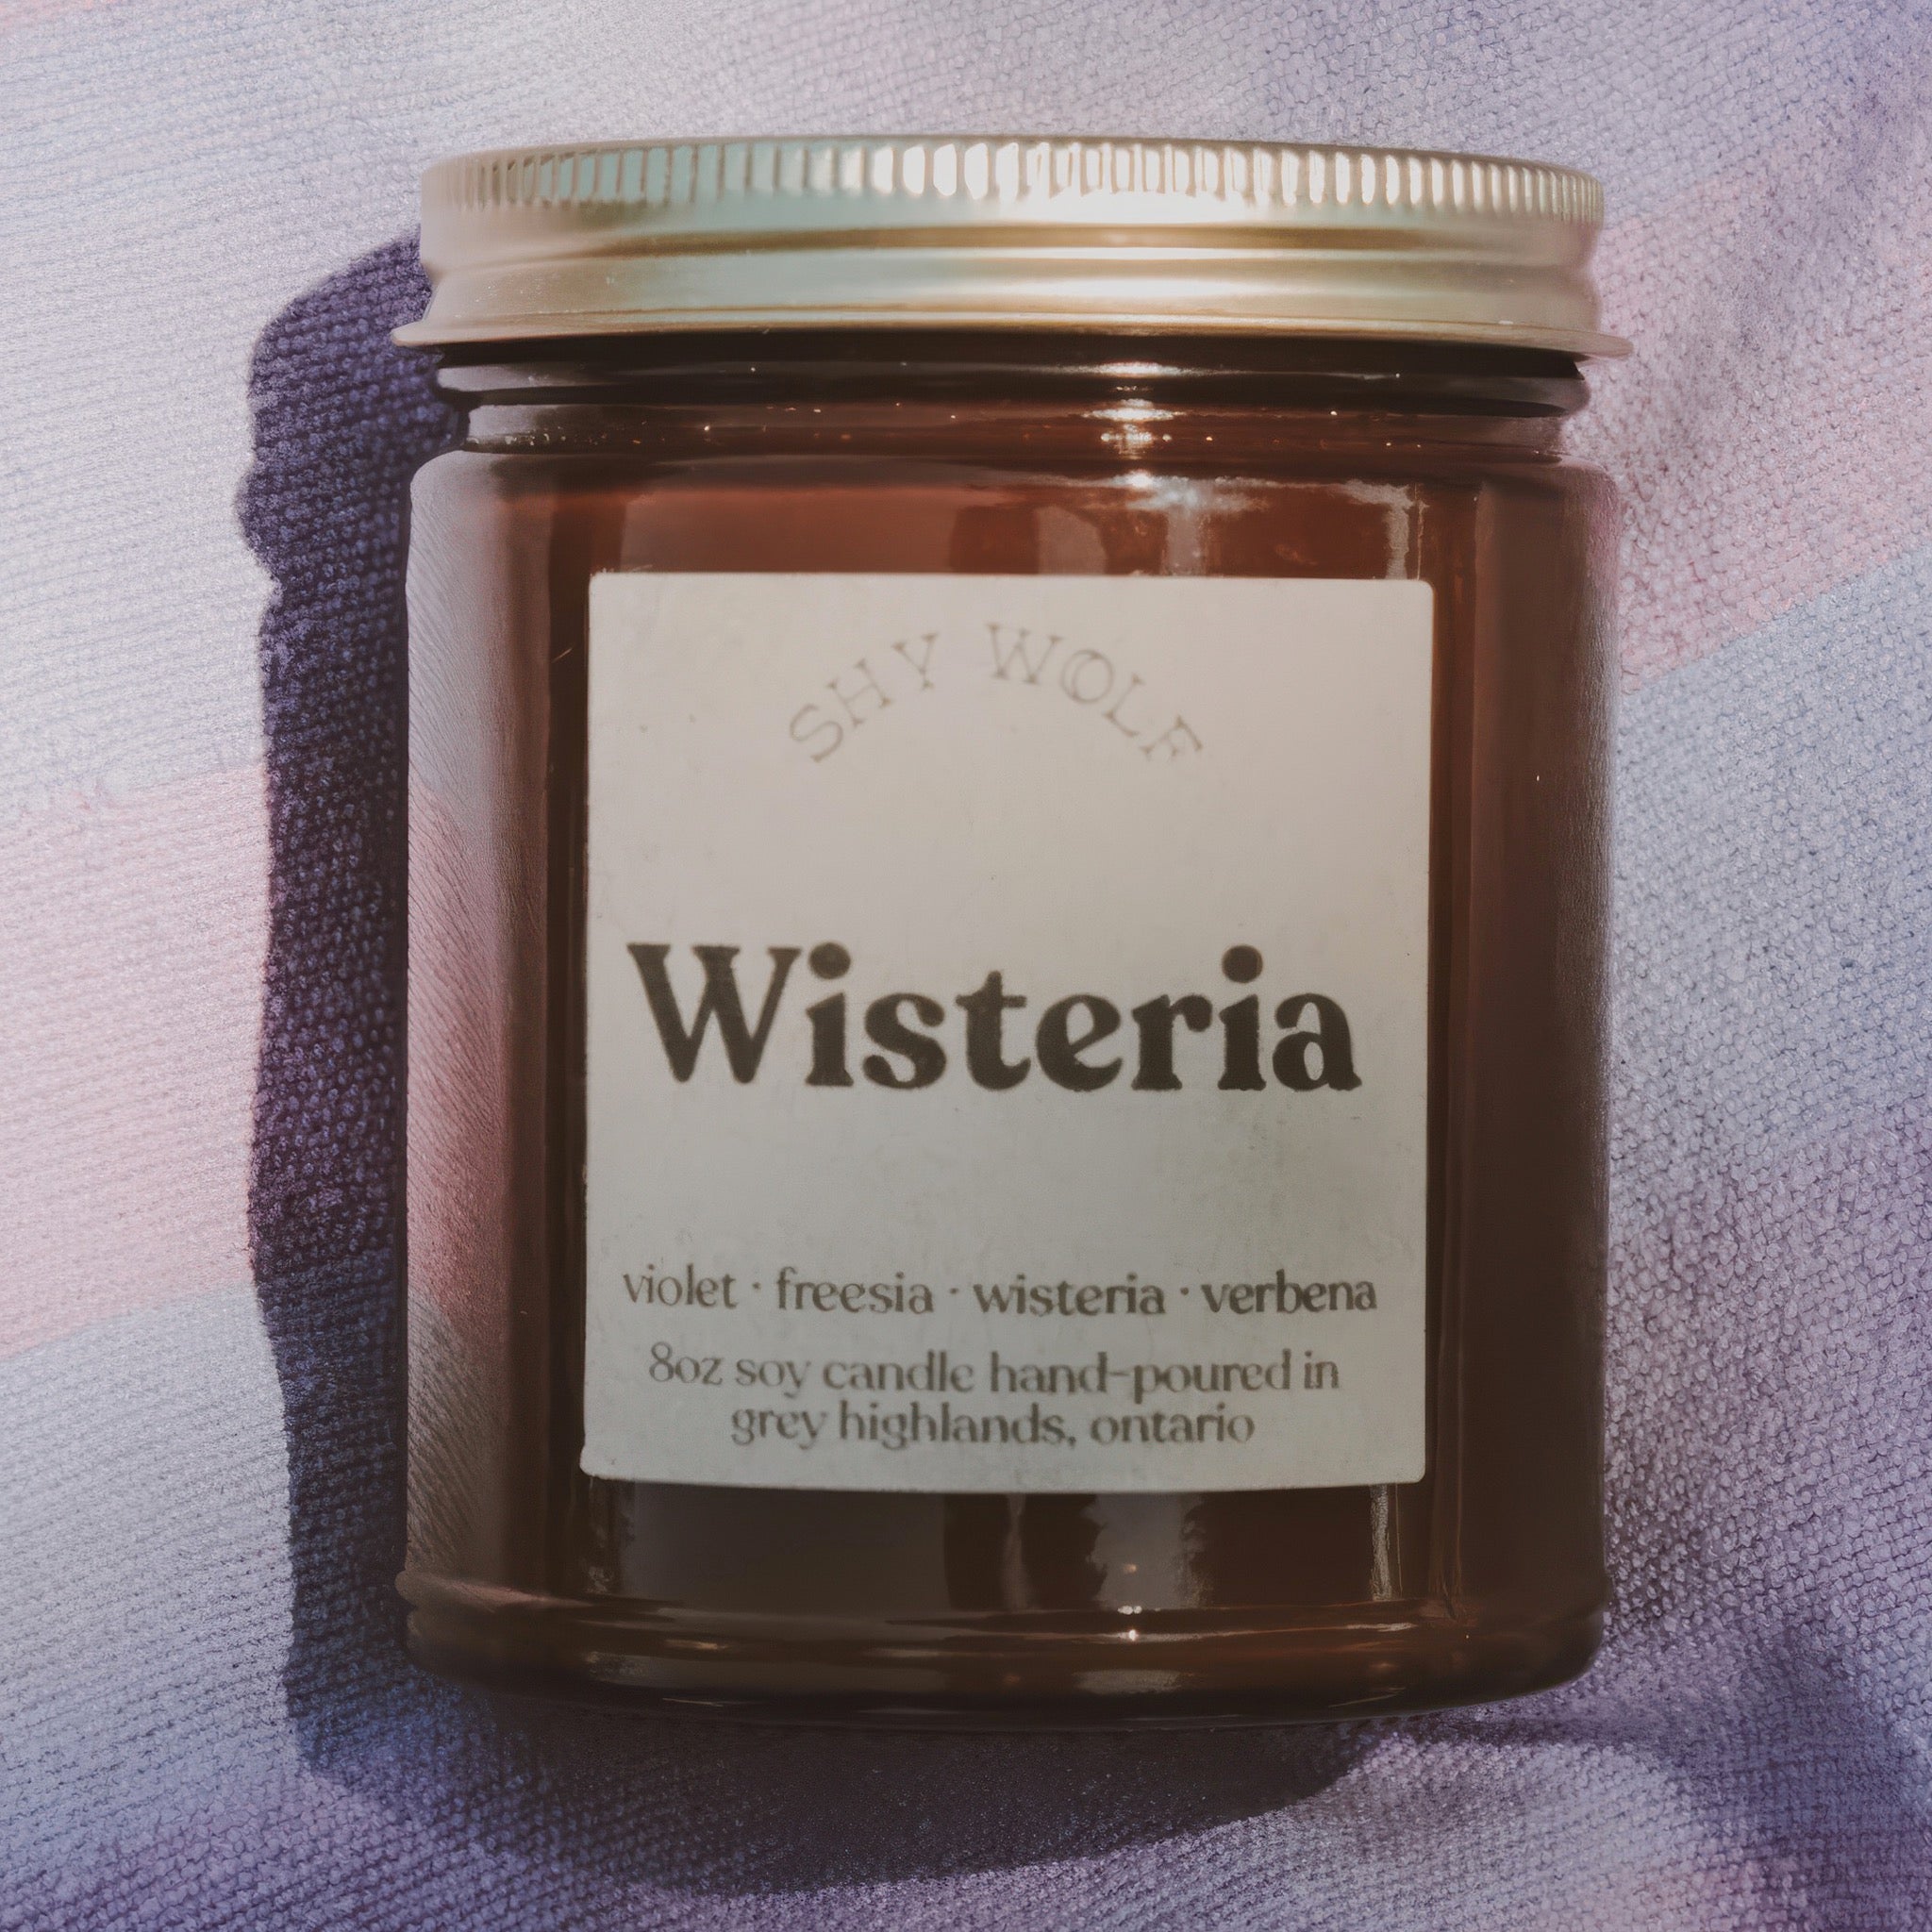 SHY WOLF
Wisteria
violet · freesia · wisteria · verbena
8oz soy candle hand-poured in
grey highlands, ontario